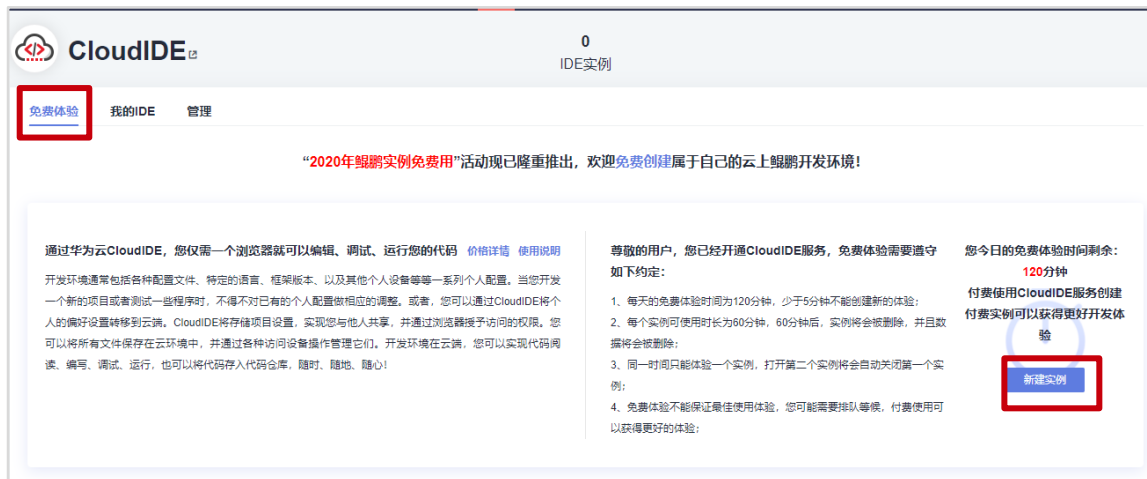 CloudIDE
0
IDE实例
免费体验 我的IDE 管理
“2020年鲲鹏实例免费用”活动现已隆重推出，欢迎免费创建属于自己的云上鲲鹏开发环境！
通过华为云CloudIDE，您仅需一个浏览器就可以编辑、调试、运行您的代码 价格详情 使用说明
开发环境通常包括各种配置文件、特定的语言、框架版本、以及其他个人设备等等一系列个人配置。当您开发
一个新的项目或者测试一些程序时，不得不对已有的个人配置做相应的调整。或者，您可以通过CloudIDE将个
人的偏好设置转移到云端。CloudIDE将存储项目设置，实现您与他人共享，并通过浏览器授予访问的权限。您
可以将所有文件保存在云环境中，并通过各种访问设备操作管理它们。开发环境在云端，您可以实现代码阅
读、编写、调试、运行，也可以将代码存入代码仓库，随时、随地、随心！
尊敬的用户，您已经开通CloudIDE服务，免费体验需要遵守
如下约定：
1、每天的免费体验时间为120分钟，少于5分钟不能创建新的体验；
2、每个实例可使用时长为60分钟，60分钟后，实例将会被删除，并且数
据将会被删除；
3、同一时间只能体验一个实例，打开第二个实例将会自动关闭第一个实
例；
4、免费体验不能保证最佳使用体验，您可能需要排队等候，付费使用可
以获得更好的体验；
您今日的免费体验时间剩余：
120分钟
付费使用CloudIDE服务创建
付费实例可以获得更好开发体
验
新建实例